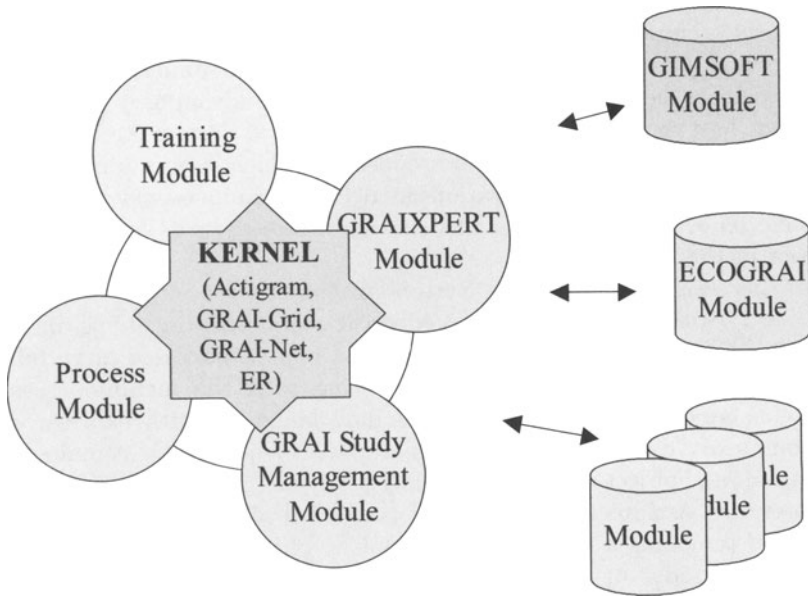 Training
Module
GRAIXPERT
Module
KERNEL
(Actigram,
GRAI-Grid,
GRAI-Net,
ER)
Process
Module
GRAI Study
Management
Module
GIMSOFT
Module
ECOGRAI
Module
Module